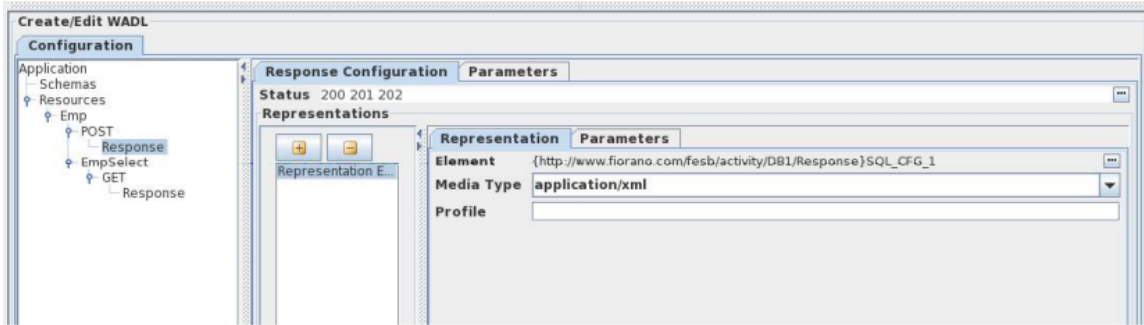 Create/Edit WADL
Configuration
Application
Schemas
Resources
Emp
POST
Response
EmpSelect
GET
Response
Response Configuration Parameters
Status 200 201 202 ...
Representations
Representation E...
Representation Parameters
Element {http://www.fiorano.com/fesb/activity/DB1/Response}SQL_CFG_1 ...
Media Type application/xml
Profile